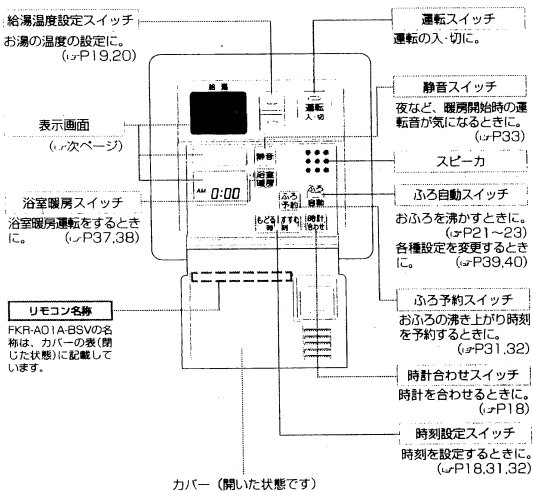 給湯温度設定スイッチ
お湯の温度の設定に。
(☞P19,20)
表示画面
(☞次ページ)
浴室暖房スイッチ
浴室暖房運転をするとき
に。 (☞P37,38)
リモコン名称
FKR-A01A-BSVの名
称は、カバーの表(閉
じた状態)に記載して
います。
給湯
運転
入・切
静音
浴室
暖房
AM 0:00
ふろ
予約
ふろ
自動
もどる
時
すすむ
刻
時計
合わせ
運転スイッチ
運転の入・切に。
静音スイッチ
夜など、暖房開始時の運
転音が気になるときに。
(☞P33)
スピーカ
ふろ自動スイッチ
おふろを沸かすときに。
(☞P21〜23)
各種設定を変更するとき
に。 (☞P39,40)
ふろ予約スイッチ
おふろの沸き上がり時刻
を予約するときに。
(☞P31,32)
時計合わせスイッチ
時計を合わせるときに。
(☞P18)
時刻設定スイッチ
時刻を設定するときに。
(☞P18,31,32)
カバー(開いた状態です)